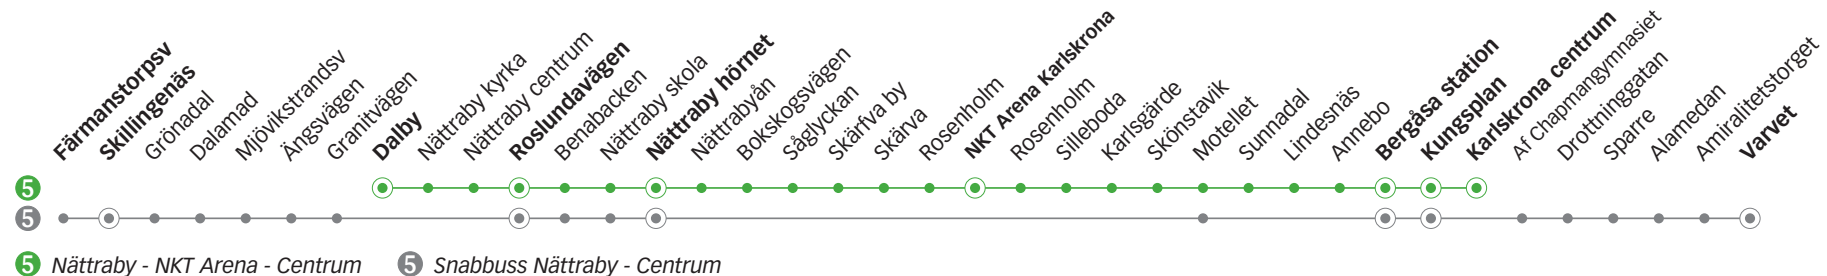 Färmanstorpsv
Skillingenäs
Grönadal
Dalamad
Mjövikstrandsv
Ängsvägen
Granitvägen
Dalby
Nättraby kyrka
Nättraby centrum
Roslundavägen
Benabacken
Nättraby skola
Nättraby hörnet
Nättrabyån
Bokskogsvägen
Såglyckan
Skärfva by
Skärva
Rosenholm
NKT Arena Karlskrona
Rosenholm
Silleboda
Karlsgärde
Skönstavik
Motellet
Sunnadal
Lindesnäs
Annebo
Bergåsa station
Kungsplan
Karlskrona centrum
Af Chapmangymnasiet
Drottninggatan
Sparre
Alamedan
Amiralitetstorget
Varvet
5
5
5 Nättraby - NKT Arena - Centrum 5 Snabbuss Nättraby - Centrum